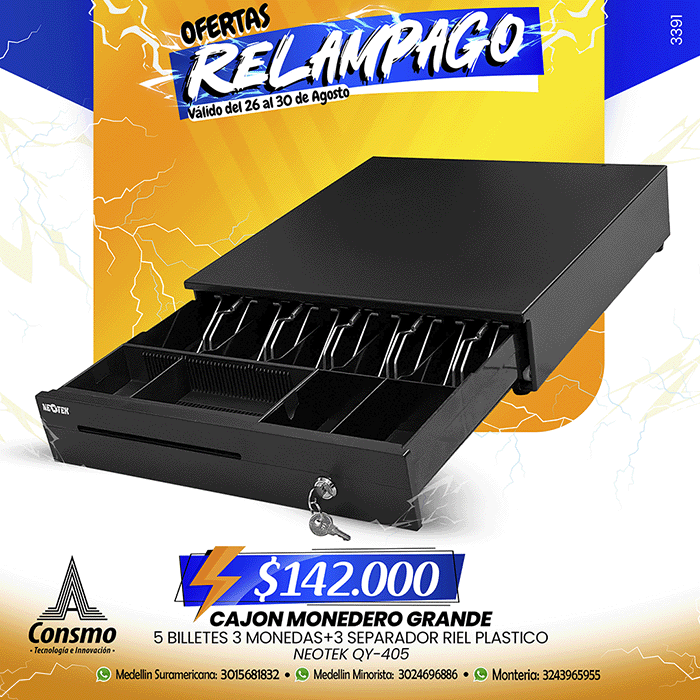 OFERTAS
RELAMPAGO
Válido del 26 al 30 de Agosto
3391
NEOTEK
$142.000
CAJON MONEDERO GRANDE
5 BILLETES 3 MONEDAS+3 SEPARADOR RIEL PLASTICO
NEOTEK QY-405
Consmo
- Tecnología e Innovación -
Medellin Suramericana: 3015681832 • Medellin Minorista: 3024696886 • Monteria: 3243965955